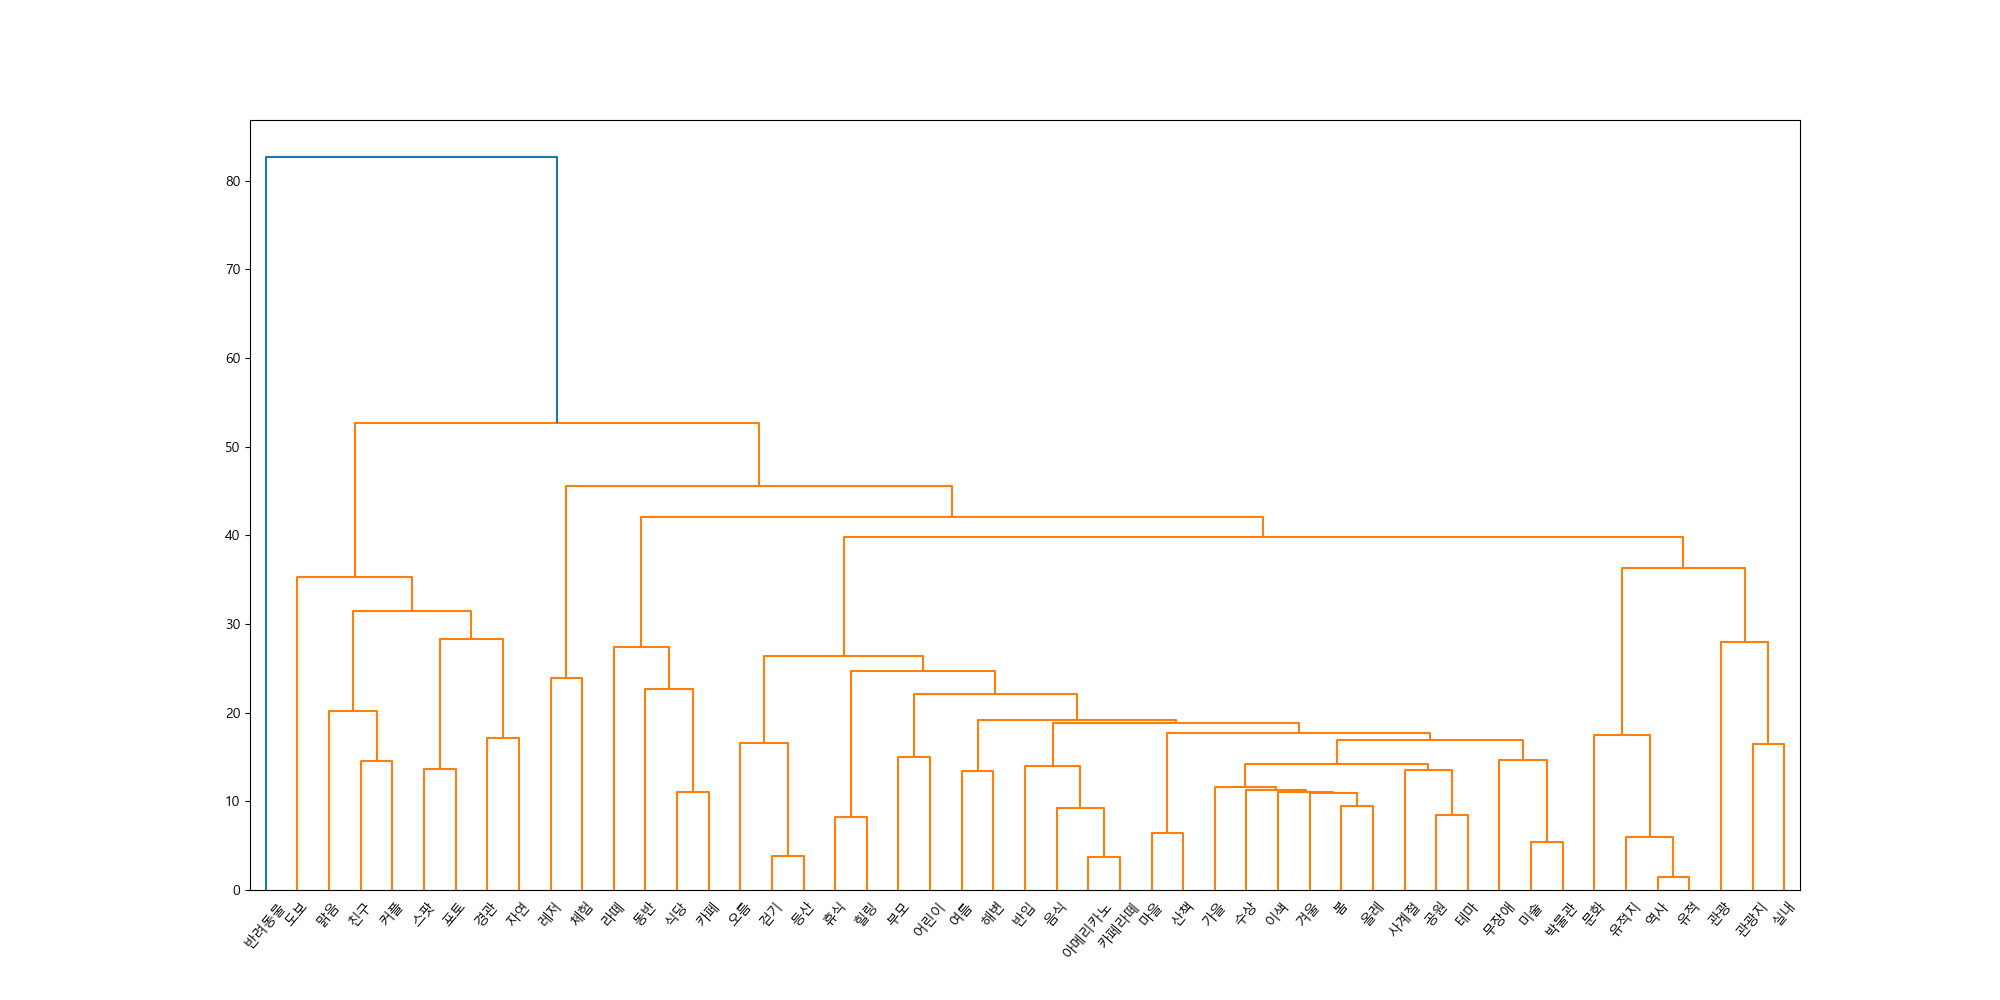 80
70
60
50
40
30
20
10
0
반려동물
도보
맑음
친구
커플
스팟
포토
경관
자연
레저
체험
라떼
동반
식당
카페
오름
걷기
등산
휴식
힐링
부모
어린이
여름
해변
반입
음식
아메리카노
카페라떼
마을
산책
가을
수상
이색
겨울
봄
올레
사계절
공원
테마
무장애
미술
박물관
문화
유적지
역사
유적
관광
관광지
실내